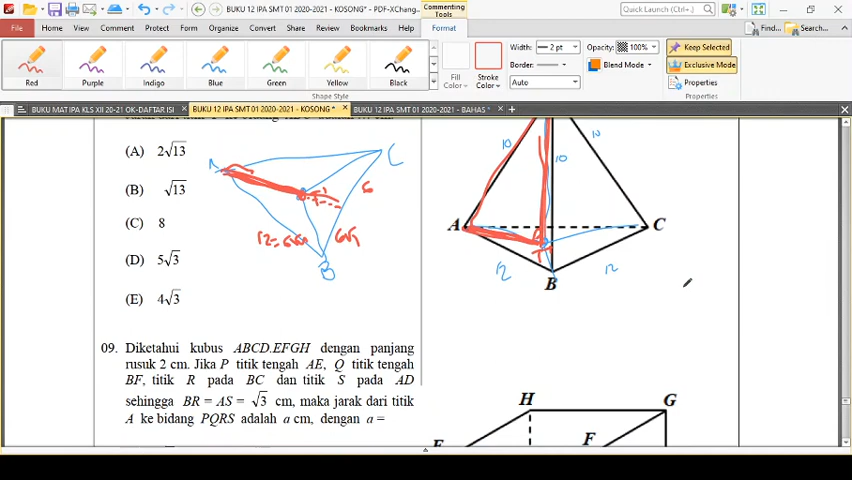 BUKU 12 IPA SMT 01 2020-2021 - KOSONG* - PDF-XChang
Commenting Tools
Quick Launch (Ctrl+.)
File Home View Comment Protect Form Organize Convert Share Review Bookmarks Help Format
Find... Search...
Red Purple Indigo Blue Green Yellow Black
Fill Color Stroke Color
Width: 2 pt Opacity: 100%
Border: Blend Mode
Auto
Keep Selected
Exclusive Mode
Properties
Shape Style Properties
BUKU MAT IPA KLS XII 20-21 OK-DAFTAR ISI
BUKU 12 IPA SMT 01 2020-2021 - KOSONG *
BUKU 12 IPA SMT 01 2020-2021 - BAHAS *
(A) 2√13
(B) √13
(C) 8
(D) 5√3
(E) 4√3
C
6
B
10
10
10
A
C
T
12
12
B
09. Diketahui kubus ABCD.EFGH dengan panjang
rusuk 2 cm. Jika P titik tengah AE, Q titik tengah
BF, titik R pada BC dan titik S pada AD
sehingga BR = AS = √3 cm, maka jarak dari titik
A ke bidang PQRS adalah a cm, dengan a =
H
G
F